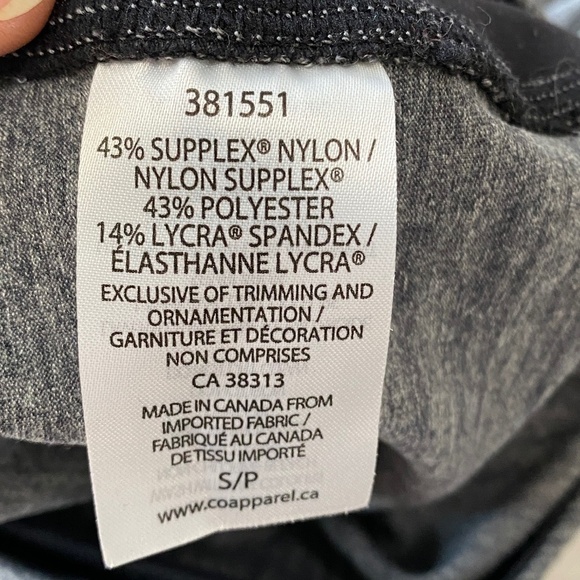 381551
43% SUPPLEX® NYLON /
NYLON SUPPLEX®
43% POLYESTER
14% LYCRA® SPANDEX /
ÉLASTHANNE LYCRA®
EXCLUSIVE OF TRIMMING AND
ORNAMENTATION /
GARNITURE ET DÉCORATION
NON COMPRISES
CA 38313
MADE IN CANADA FROM
IMPORTED FABRIC /
FABRIQUÉ AU CANADA
DE TISSU IMPORTÉ
S/P
www.coapparel.ca